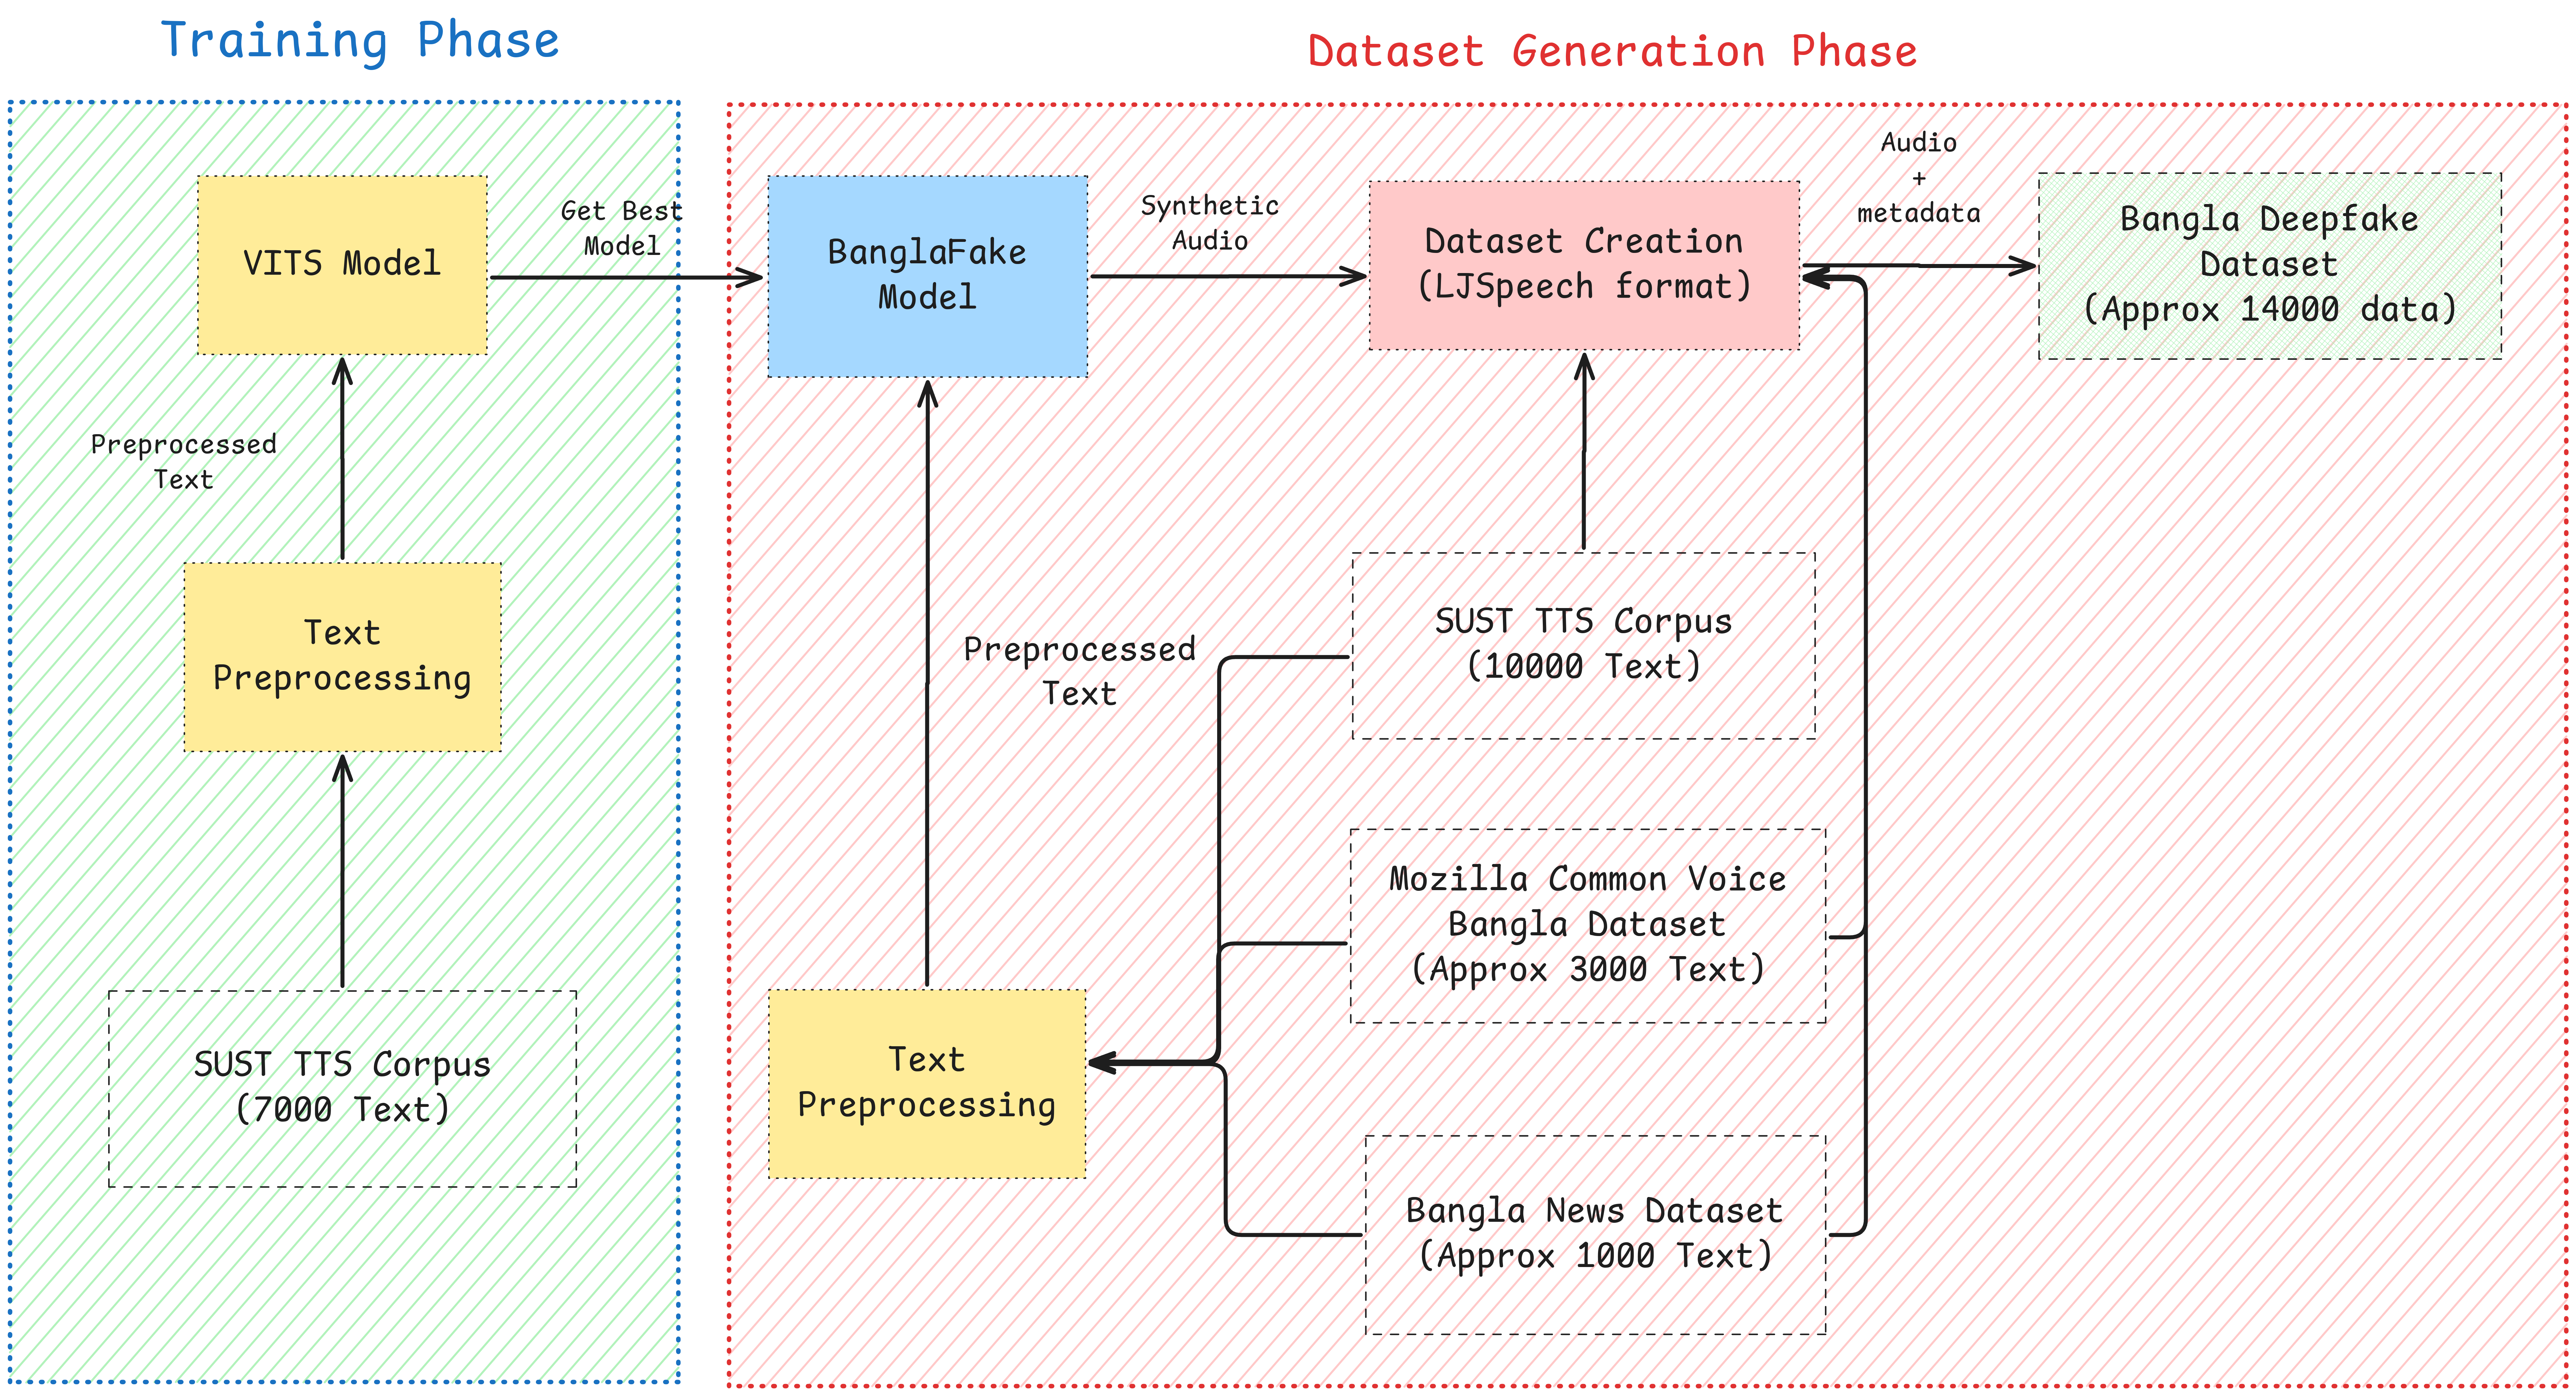 Training Phase
VITS Model
Get Best
Model
Preprocessed
Text
Text
Preprocessing
SUST TTS Corpus
(7000 Text)
Dataset Generation Phase
BanglaFake
Model
Synthetic
Audio
Dataset Creation
(LJSpeech format)
Audio
+
metadata
Bangla Deepfake
Dataset
(Approx 14000 data)
Preprocessed
Text
SUST TTS Corpus
(10000 Text)
Mozilla Common Voice
Bangla Dataset
(Approx 3000 Text)
Text
Preprocessing
Bangla News Dataset
(Approx 1000 Text)